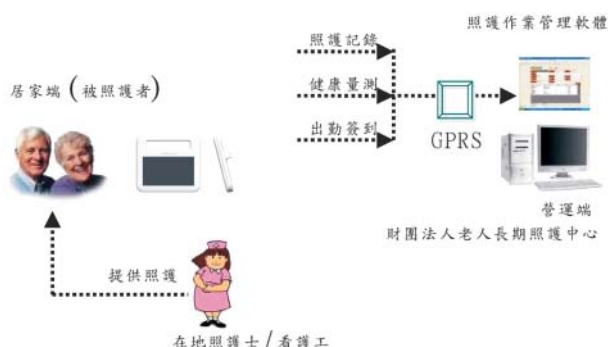 照護作業管理軟體
照護記錄
居家端(被照護者)
健康量測
出勤簽到
GPRS
營運端
財團法人老人長期照護中心
提供照護
在地照護士/看護工